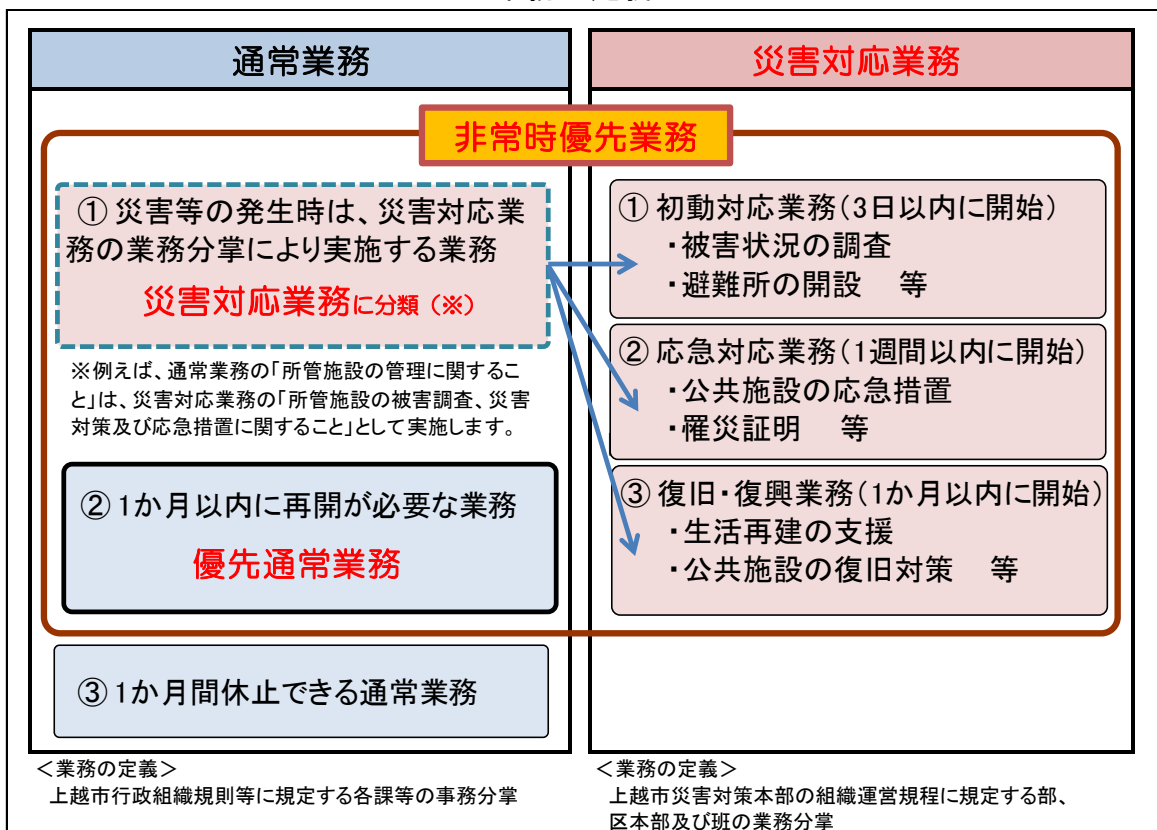 通常業務
災害対応業務
非常時優先業務
① 災害等の発生時は、災害対応業
務の業務分掌により実施する業務
災害対応業務に分類（※）
※例えば、通常業務の「所管施設の管理に関するこ
と」は、災害対応業務の「所管施設の被害調査、災害
対策及び応急措置に関すること」として実施します。
② 1か月以内に再開が必要な業務
優先通常業務
③ 1か月間休止できる通常業務
① 初動対応業務（3日以内に開始）
・被害状況の調査
・避難所の開設　等
② 応急対応業務（1週間以内に開始）
・公共施設の応急措置
・罹災証明　等
③ 復旧・復興業務（1か月以内に開始）
・生活再建の支援
・公共施設の復旧対策　等
＜業務の定義＞
上越市行政組織規則等に規定する各課等の事務分掌
＜業務の定義＞
上越市災害対策本部の組織運営規程に規定する部、
区本部及び班の業務分掌